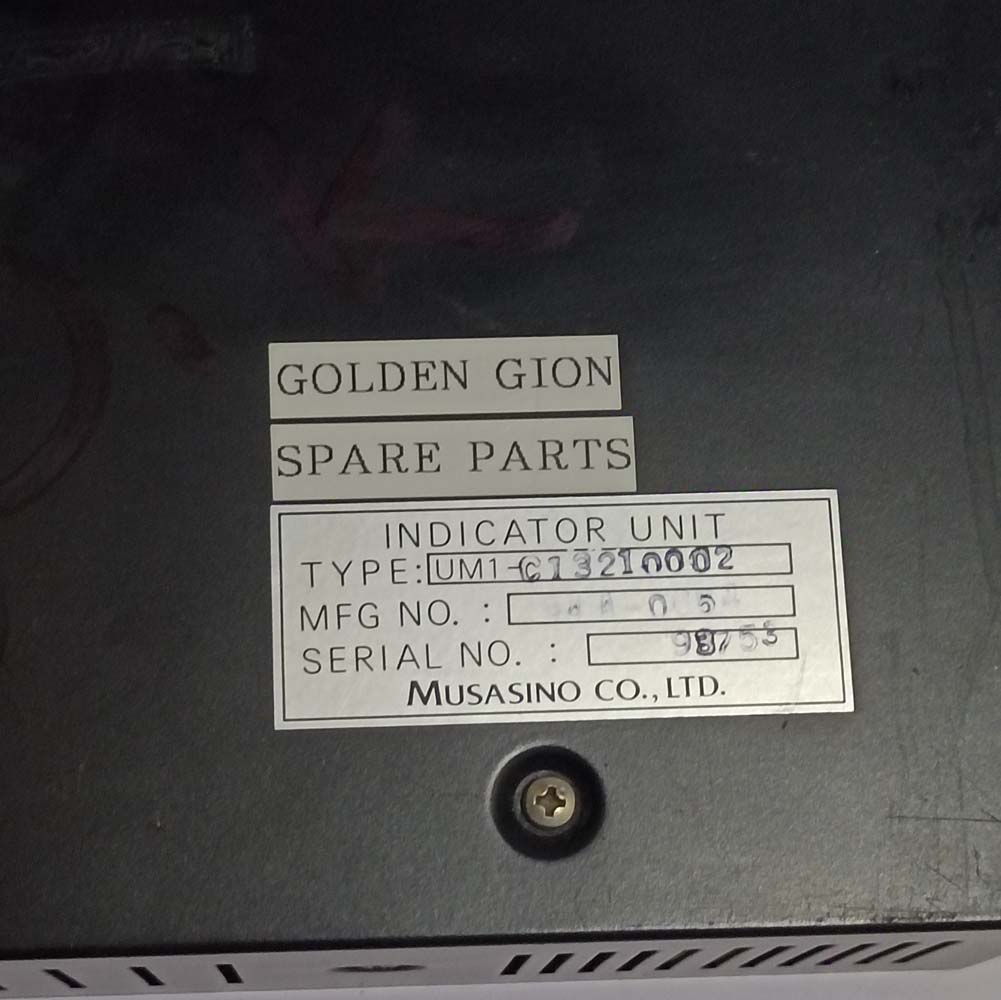 GOLDEN GION
SPARE PARTS
INDICATOR UNIT
TYPE: UM1-C13210002
MFG NO. :
SERIAL NO. :
MUSASINO CO., LTD.